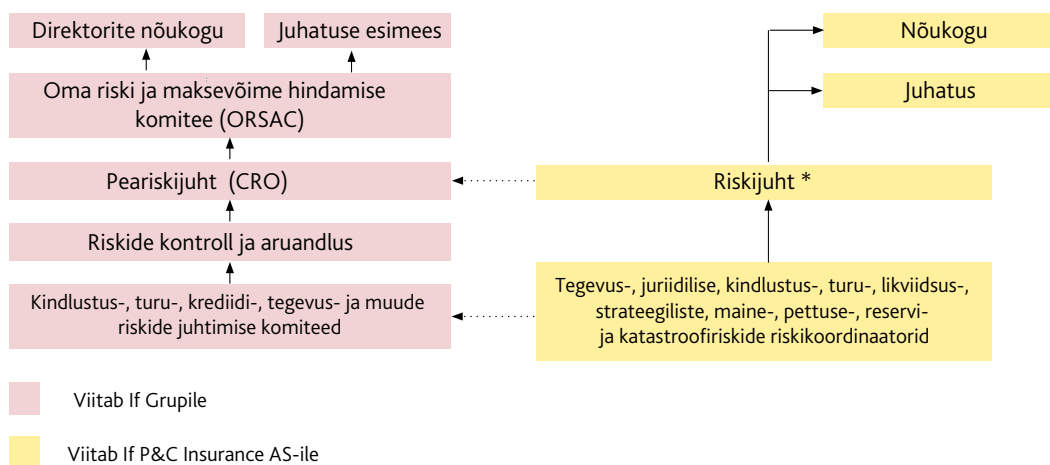 Direktorite nõukogu
Juhatuse esimees
Oma riski ja maksevõime hindamise
komitee (ORSAC)
Peariskijuht (CRO)
Riskide kontroll ja aruandlus
Kindlustus-, turu-, krediidi-, tegevus- ja muude
riskide juhtimise komiteed
Nõukogu
Juhatus
Riskijuht *
Tegevus-, juriidilise, kindlustus-, turu-, likviidsus-,
strateegiliste, maine-, pettuse-, reservi-
ja katastroofiriskide riskikoordinaatorid
Viitab If Grupile
Viitab If P&C Insurance AS-ile